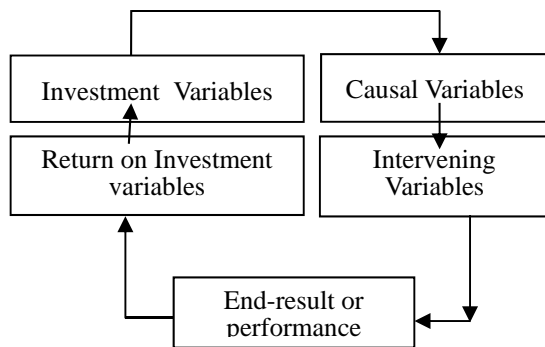 Investment Variables
Causal Variables
Return on Investment
variables
Intervening
Variables
End-result or
performance